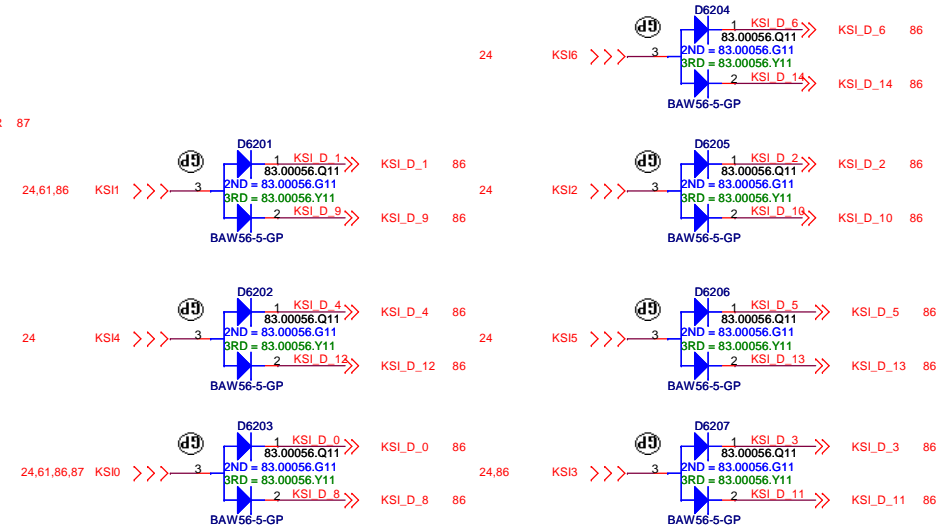 D6204
GP
1 KSI_D_6 KSI_D_6 86
83.00056.Q11
24 KSI6 3 2ND = 83.00056.G11
3RD = 83.00056.Y11
2 KSI_D_14 KSI_D_14 86
BAW56-5-GP
87
D6201
GP
1 KSI_D_1 KSI_D_1 86
83.00056.Q11
24,61,86 KSI1 3 2ND = 83.00056.G11
3RD = 83.00056.Y11
2 KSI_D_9 KSI_D_9 86
BAW56-5-GP
D6205
GP
1 KSI_D_2 KSI_D_2 86
83.00056.Q11
24 KSI2 3 2ND = 83.00056.G11
3RD = 83.00056.Y11
2 KSI_D_10 KSI_D_10 86
BAW56-5-GP
D6202
GP
1 KSI_D_4 KSI_D_4 86
83.00056.Q11
24 KSI4 3 2ND = 83.00056.G11
3RD = 83.00056.Y11
2 KSI_D_12 KSI_D_12 86
BAW56-5-GP
D6206
GP
1 KSI_D_5 KSI_D_5 86
83.00056.Q11
24 KSI5 3 2ND = 83.00056.G11
3RD = 83.00056.Y11
2 KSI_D_13 KSI_D_13 86
BAW56-5-GP
D6203
GP
1 KSI_D_0 KSI_D_0 86
83.00056.Q11
24,61,86,87 KSI0 3 2ND = 83.00056.G11
3RD = 83.00056.Y11
2 KSI_D_8 KSI_D_8 86
BAW56-5-GP
D6207
GP
1 KSI_D_3 KSI_D_3 86
83.00056.Q11
24,86 KSI3 3 2ND = 83.00056.G11
3RD = 83.00056.Y11
2 KSI_D_11 KSI_D_11 86
BAW56-5-GP